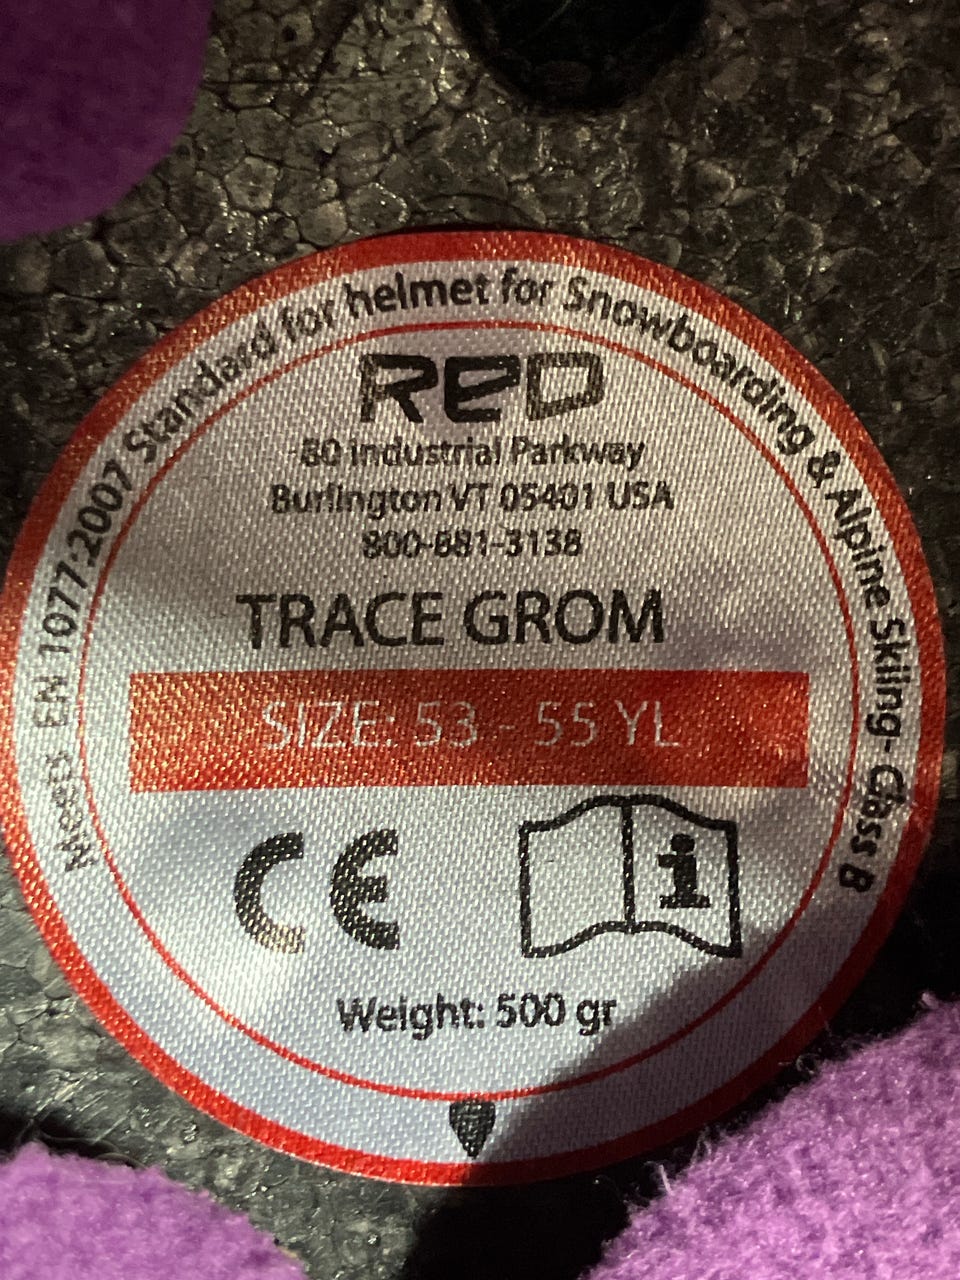 Meets EN 1077:2007 Standard for helmet for Snowboarding & Alpine Skiing- Class B
RED
80 Industrial Parkway
Burlington VT 05401 USA
800-881-3138
TRACE GROM
SIZE: 53 - 55 YL
CE
i
Weight: 500 gr